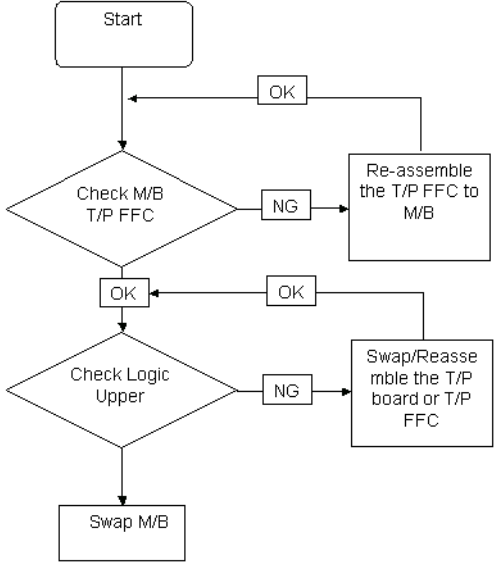 Start
OK
Check M/B
T/P FFC
NG
Re-assemble
the T/P FFC to
M/B
OK
OK
Check Logic
Upper
NG
Swap/Reasse
mble the T/P
board or T/P
FFC
Swap M/B